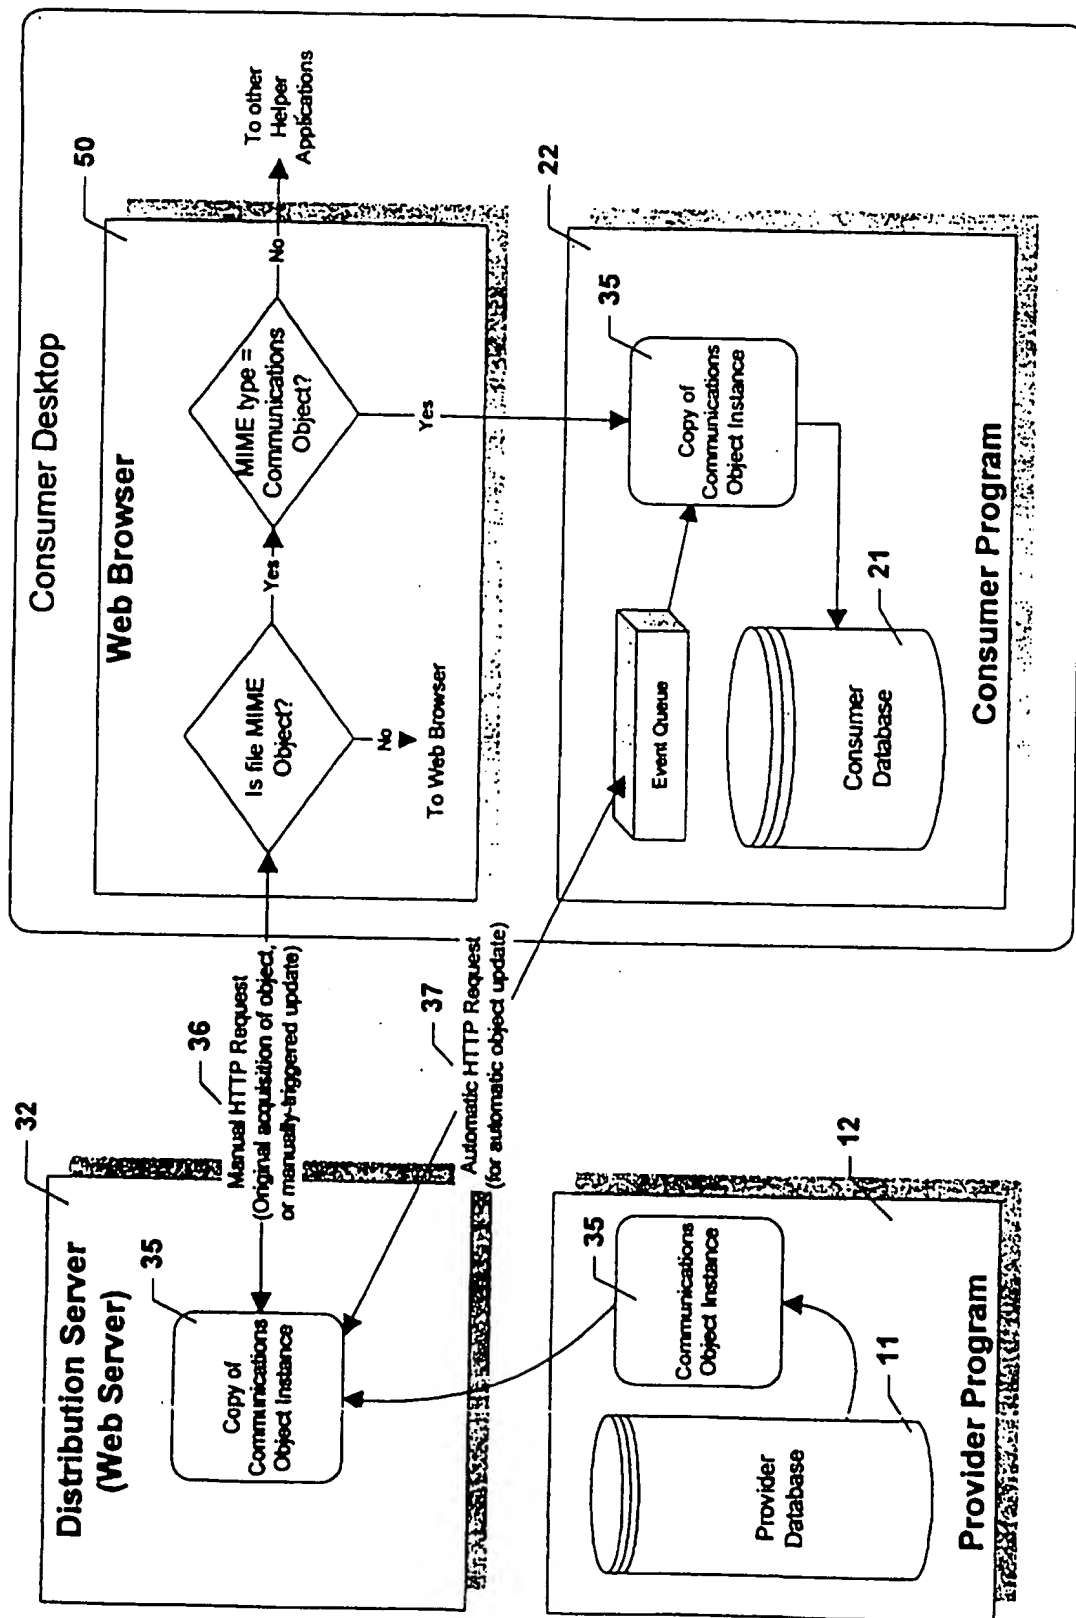 Consumer Desktop
Web Browser
50
Is file MIME
Object?
Yes
No
To Web Browser
MIME type =
Communications
Object?
No
To other
Helper
Applications
Yes
22
35
Copy of
Communications
Object Instance
Event Queue
21
Consumer
Database
Consumer Program
36
Manual HTTP Request
(Original acquisition of object,
or manually-triggered update)
37
Automatic HTTP Request
(for automatic object update)
32
Distribution Server
(Web Server)
35
Copy of
Communications
Object Instance
12
35
Communications
Object Instance
11
Provider
Database
Provider Program